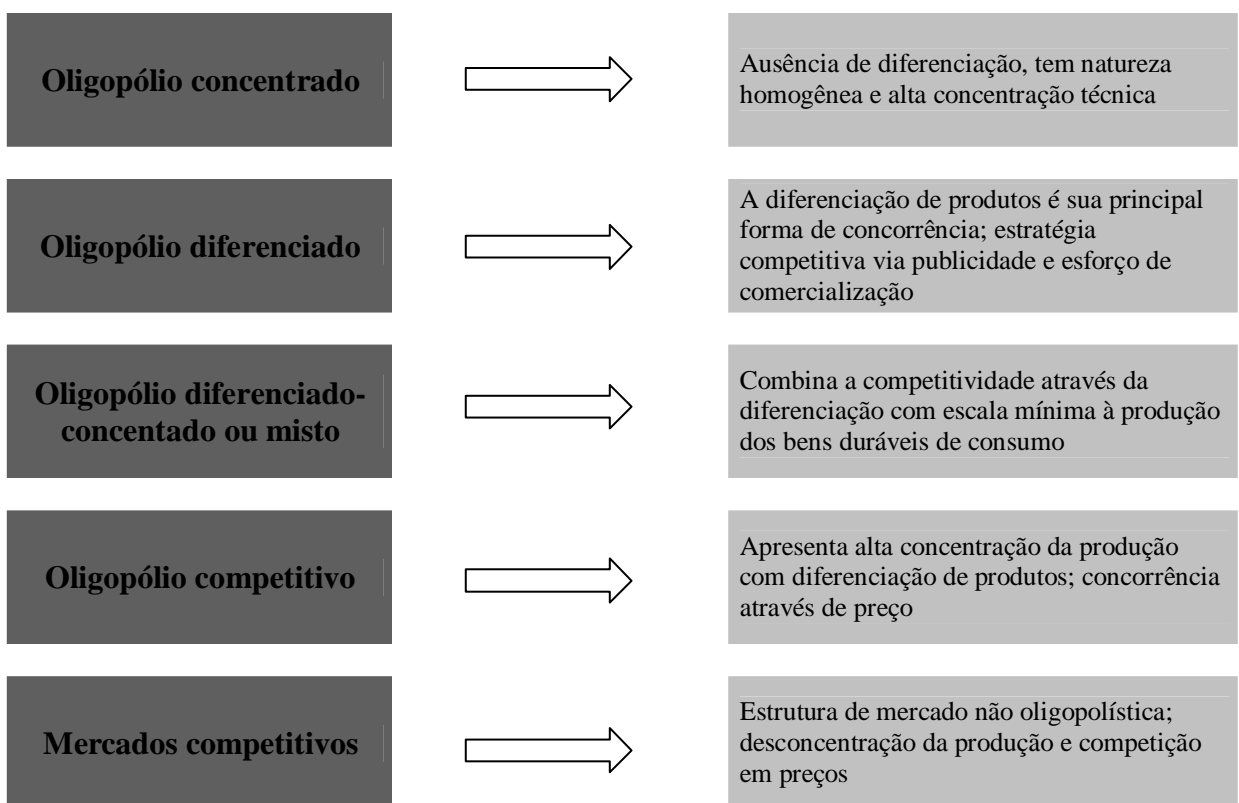 Oligopólio concentrado
Ausência de diferenciação, tem natureza
homogênea e alta concentração técnica
Oligopólio diferenciado
A diferenciação de produtos é sua principal
forma de concorrência; estratégia
competitiva via publicidade e esforço de
comercialização
Oligopólio diferenciado-
concentado ou misto
Combina a competitividade através da
diferenciação com escala mínima à produção
dos bens duráveis de consumo
Oligopólio competitivo
Apresenta alta concentração da produção
com diferenciação de produtos; concorrência
através de preço
Mercados competitivos
Estrutura de mercado não oligopolística;
desconcentração da produção e competição
em preços